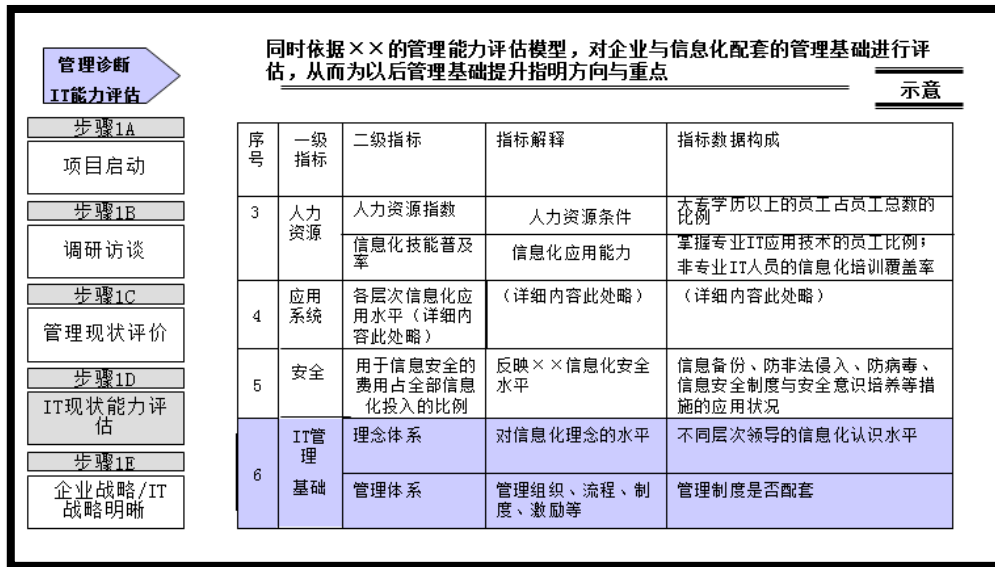 管理诊断
IT能力评估
同时依据××的管理能力评估模型，对企业与信息化配套的管理基础进行评
估，从而为以后管理基础提升指明方向与重点
示意
步骤1A
项目启动
步骤1B
调研访谈
步骤1C
管理现状评价
步骤1D
IT现状能力评
估
步骤1E
企业战略/IT
战略明晰
序
号
一级
指标
二级指标
指标解释
指标数据构成
3
人力
资源
人力资源指数
人力资源条件
大专学历以上的员工占员工总数的
比例
信息化技能普及
率
信息化应用能力
掌握专业IT应用技术的员工比例；
非专业IT人员的信息化培训覆盖率
4
应用
系统
各层次信息化应
用水平（详细内
容此处略）
（详细内容此处略）
（详细内容此处略）
5
安全
用于信息安全的
费用占全部信息
化投入的比例
反映××信息化安全
水平
信息备份、防非法侵入、防病毒、
信息安全制度与安全意识培养等措
施的应用状况
6
IT管
理
基础
理念体系
对信息化理念的水平
不同层次领导的信息化认识水平
管理体系
管理组织、流程、制
度、激励等
管理制度是否配套